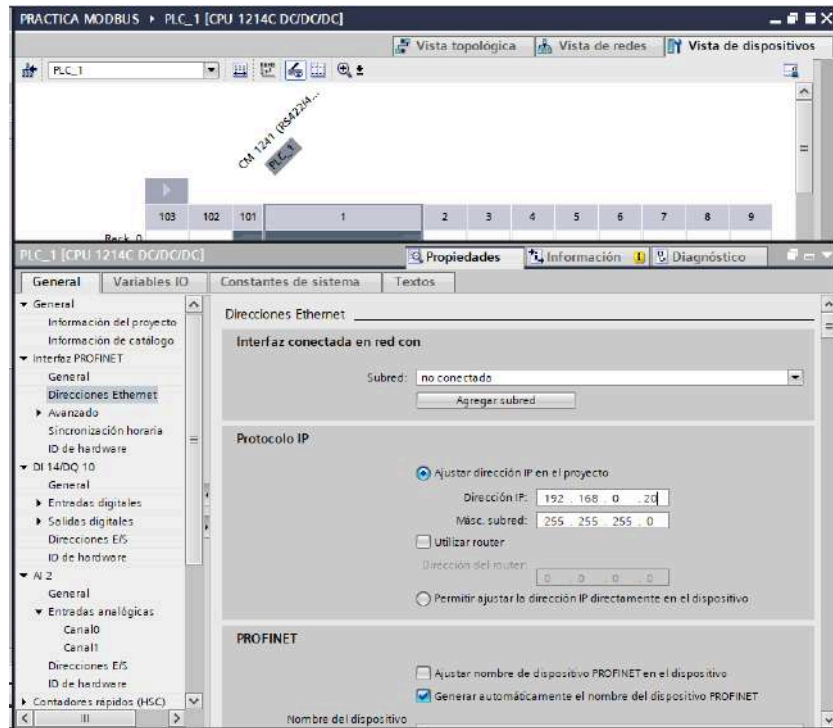 PRACTICA MODBUS ▸ PLC_1 [CPU 1214C DC/DC/DC]
Vista topológica Vista de redes Vista de dispositivos
PLC_1
CM 1241 (RS422/4...
PLC_1
103 102 101 1 2 3 4 5 6 7 8 9
Rack_0
PLC_1 [CPU 1214C DC/DC/DC] Propiedades Información Diagnóstico
General Variables IO Constantes de sistema Textos
General
Información del proyecto
Información de catálogo
Interfaz PROFINET
General
Direcciones Ethernet
Avanzado
Sincronización horaria
ID de hardware
DI 14/DQ 10
General
Entradas digitales
Salidas digitales
Direcciones E/S
ID de hardware
AI 2
General
Entradas analógicas
Canal0
Canal1
Direcciones E/S
ID de hardware
Contadores rápidos (HSC)
Direcciones Ethernet
Interfaz conectada en red con
Subred: no conectada
Agregar subred
Protocolo IP
Ajustar dirección IP en el proyecto
Dirección IP: 192 . 168 . 0 . 20
Másc. subred: 255 . 255 . 255 . 0
Utilizar router
Dirección del router:
0 . 0 . 0 . 0
Permitir ajustar la dirección IP directamente en el dispositivo
PROFINET
Ajustar nombre de dispositivo PROFINET en el dispositivo
Generar automáticamente el nombre del dispositivo PROFINET
Nombre del dispositivo